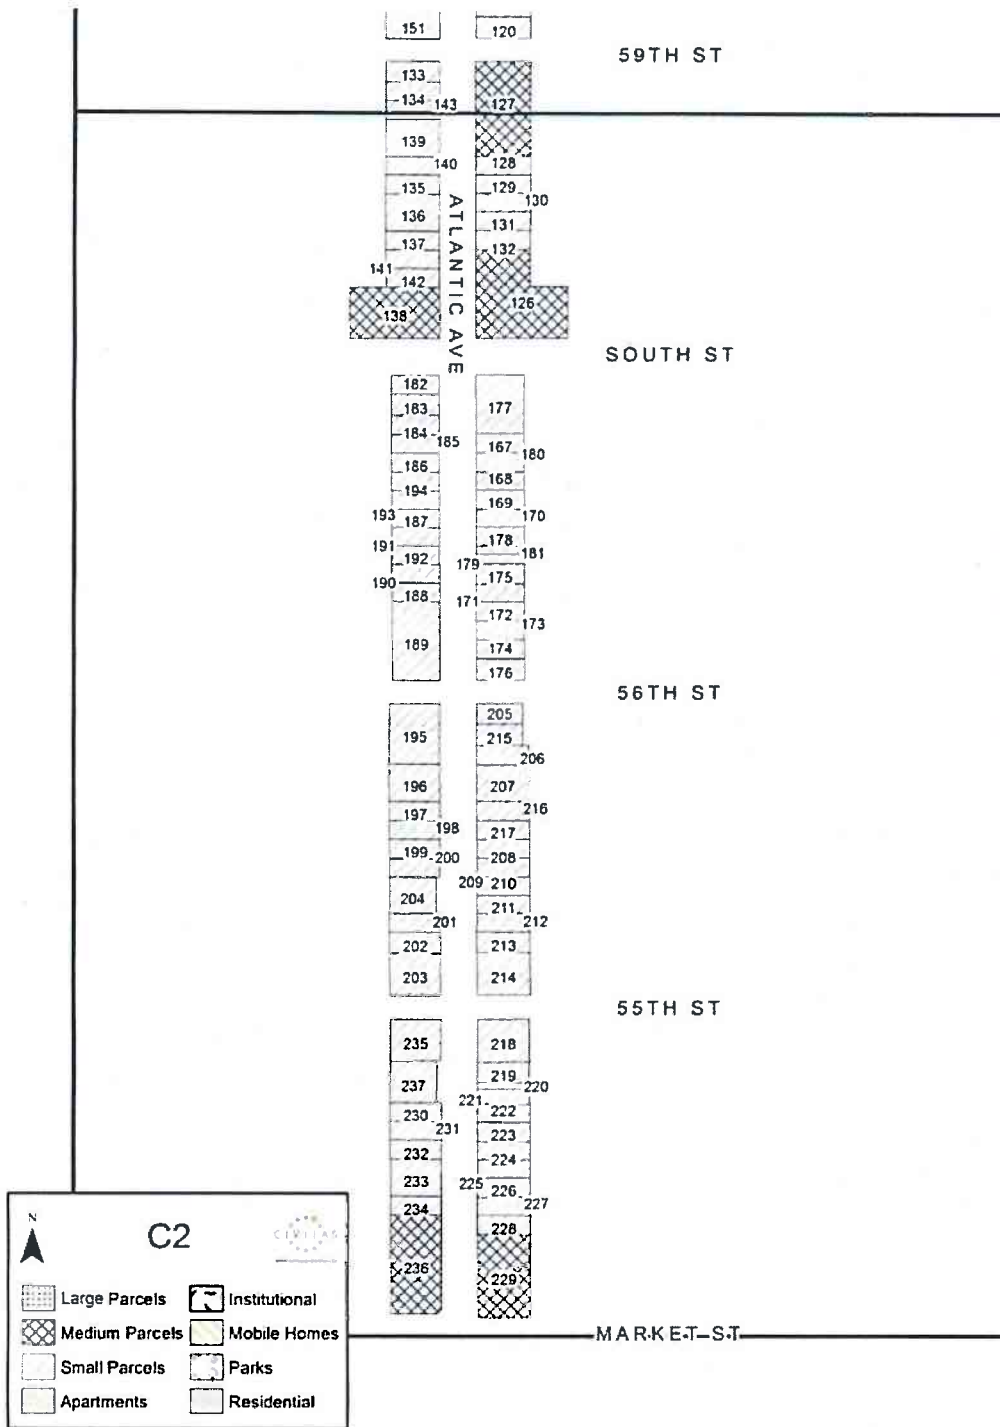 151 120
59TH ST
133
134 143 127
139
140 128
135 129 130
136 131
137 132
141 142
138 126
ATLANTIC AVE
SOUTH ST
182
183 177
184 185 167 180
186 168
194 169
193 187 170
191 178
192 179 181
190 175
188 171
172 173
189 174
176
56TH ST
205
195 215
206
196 207
197 216
198 217
199 200 208
209 210
204 211
201 212
202 213
203 214
55TH ST
235 218
219 220
237 221
230 222
231 223
232 224
233 225 226
234 227
228
236 229
MARKET ST
N
C2
CIVITAS
Large Parcels Institutional
Medium Parcels Mobile Homes
Small Parcels Parks
Apartments Residential